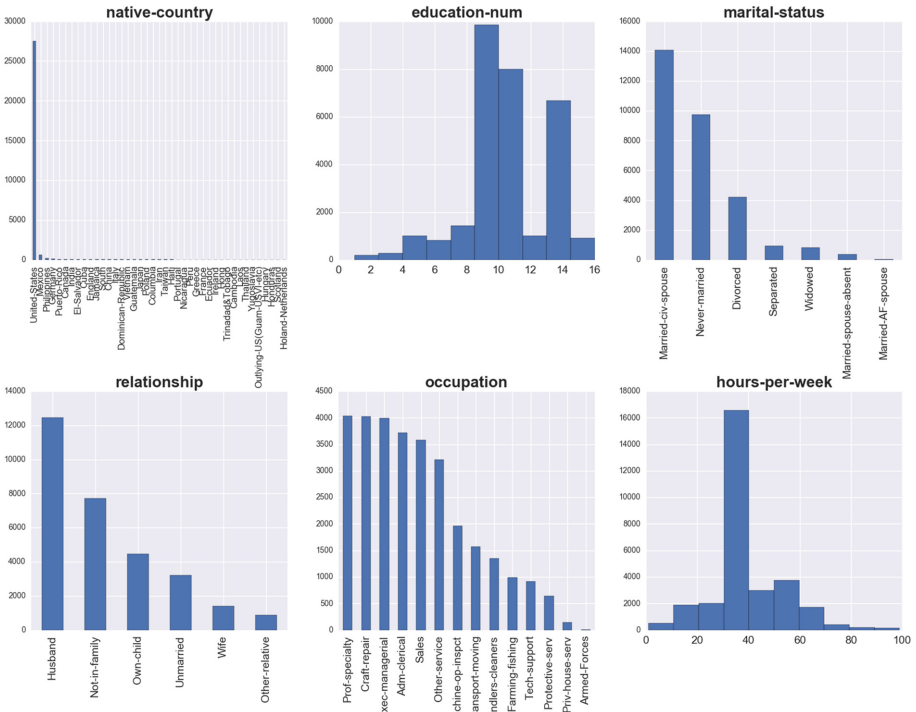 native-country
30000
25000
20000
15000
10000
5000
0
United-States
Mexico
Philippines
Germany
Puerto-Rico
Canada
India
El-Salvador
Cuba
England
Jamaica
South
China
Italy
Dominican-Republic
Vietnam
Guatemala
Japan
Poland
Columbia
Iran
Taiwan
Haiti
Portugal
Nicaragua
Peru
Greece
France
Ecuador
Ireland
Hong
Trinadad&Tobago
Cambodia
Laos
Thailand
Yugoslavia
Outlying-US(Guam-USVI-etc)
Hungary
Honduras
Scotland
Holand-Netherlands
education-num
10000
8000
6000
4000
2000
0
0 2 4 6 8 10 12 14 16
marital-status
16000
14000
12000
10000
8000
6000
4000
2000
0
Married-civ-spouse
Never-married
Divorced
Separated
Widowed
Married-spouse-absent
Married-AF-spouse
relationship
14000
12000
10000
8000
6000
4000
2000
0
Husband
Not-in-family
Own-child
Unmarried
Wife
Other-relative
occupation
4500
4000
3500
3000
2500
2000
1500
1000
500
0
Prof-specialty
Craft-repair
xec-managerial
Adm-clerical
Sales
Other-service
chine-op-inspct
ansport-moving
ndlers-cleaners
Farming-fishing
Tech-support
Protective-serv
Priv-house-serv
Armed-Forces
hours-per-week
18000
16000
14000
12000
10000
8000
6000
4000
2000
0
0 20 40 60 80 100